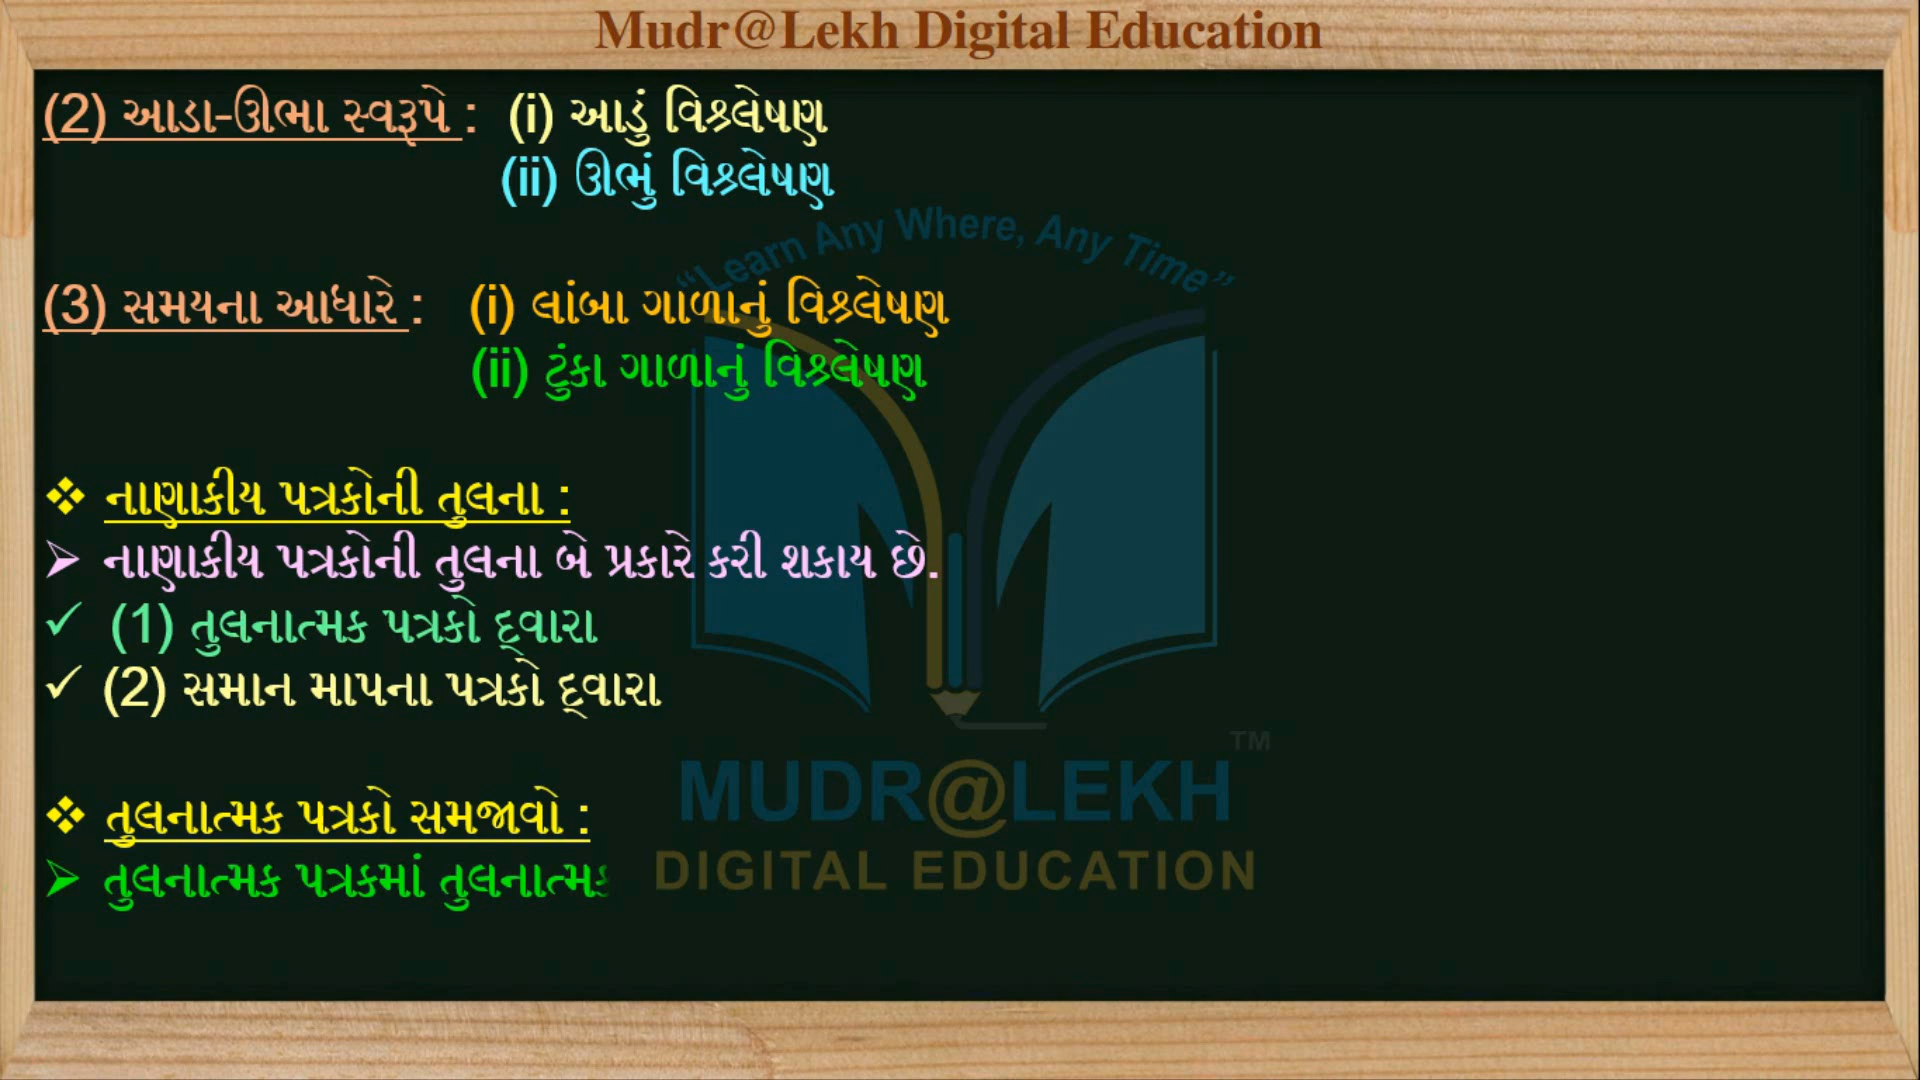 Mudr@Lekh Digital Education
(2) આડા-ઊભા સ્વરૂપે : (i) આડું વિશ્લેષણ
(ii) ઊભું વિશ્લેષણ
“Learn Any Where, Any Time”
(3) સમયના આધારે : (i) લાંબા ગાળાનું વિશ્લેષણ
(ii) ટુંકા ગાળાનું વિશ્લેષણ
❖ નાણાકીય પત્રકોની તુલના :
➢ નાણાકીય પત્રકોની તુલના બે પ્રકારે કરી શકાય છે.
✓ (1) તુલનાત્મક પત્રકો દ્વારા
✓ (2) સમાન માપના પત્રકો દ્વારા
TM
MUDR@LEKH
❖ તુલનાત્મક પત્રકો સમજાવો :
➢ તુલનાત્મક પત્રકમાં તુલનાત્મક
DIGITAL EDUCATION